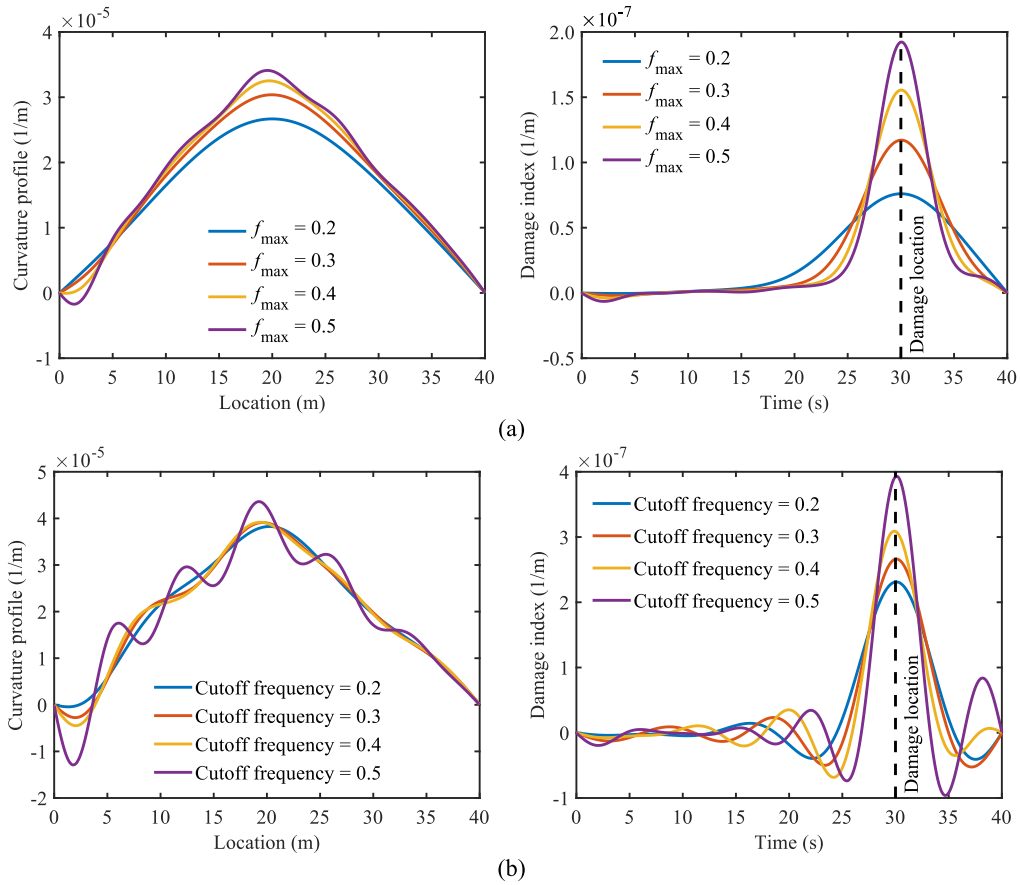 ×10⁻⁵
5
4
3
2
1
0
-1
0 5 10 15 20 25 30 35 40
Curvature profile (1/m)
Location (m)
f_max = 0.2
f_max = 0.3
f_max = 0.4
f_max = 0.5
×10⁻⁷
2.0
1.5
1.0
0.5
0.0
-0.5
0 5 10 15 20 25 30 35 40
Damage index (1/m)
Time (s)
f_max = 0.2
f_max = 0.3
f_max = 0.4
f_max = 0.5
Damage location
(a)
×10⁻⁵
5
4
3
2
1
0
-1
-2
0 5 10 15 20 25 30 35 40
Curvature profile (1/m)
Location (m)
Cutoff frequency = 0.2
Cutoff frequency = 0.3
Cutoff frequency = 0.4
Cutoff frequency = 0.5
×10⁻⁷
4
3
2
1
0
-1
0 5 10 15 20 25 30 35 40
Damage index (1/m)
Time (s)
Cutoff frequency = 0.2
Cutoff frequency = 0.3
Cutoff frequency = 0.4
Cutoff frequency = 0.5
Damage location
(b)